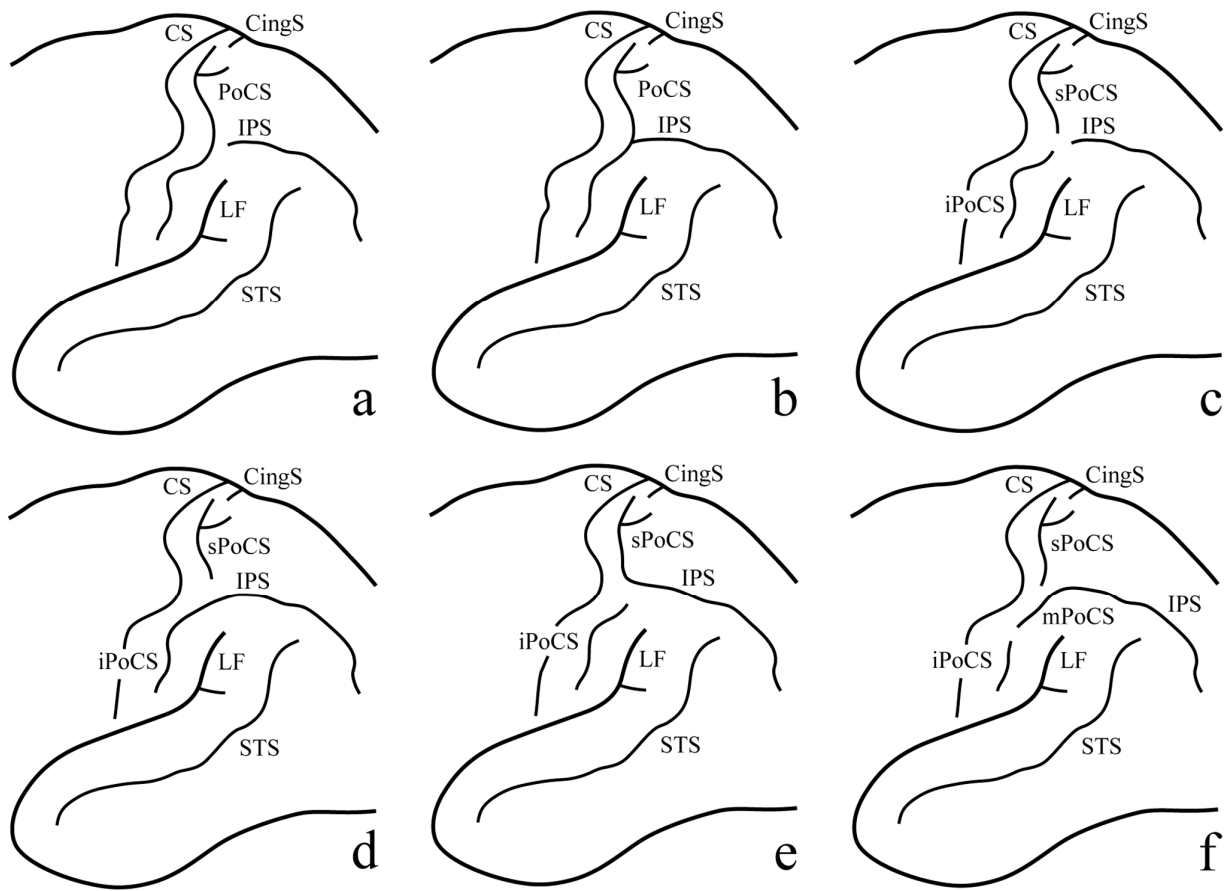 CS CingS
PoCS
IPS
LF
STS
a
CS CingS
PoCS
IPS
LF
STS
b
CS CingS
sPoCS
IPS
iPoCS LF
STS
c
CS CingS
sPoCS
IPS
iPoCS LF
STS
d
CS CingS
sPoCS
IPS
iPoCS LF
STS
e
CS CingS
sPoCS
IPS
mPoCS
iPoCS LF
STS
f